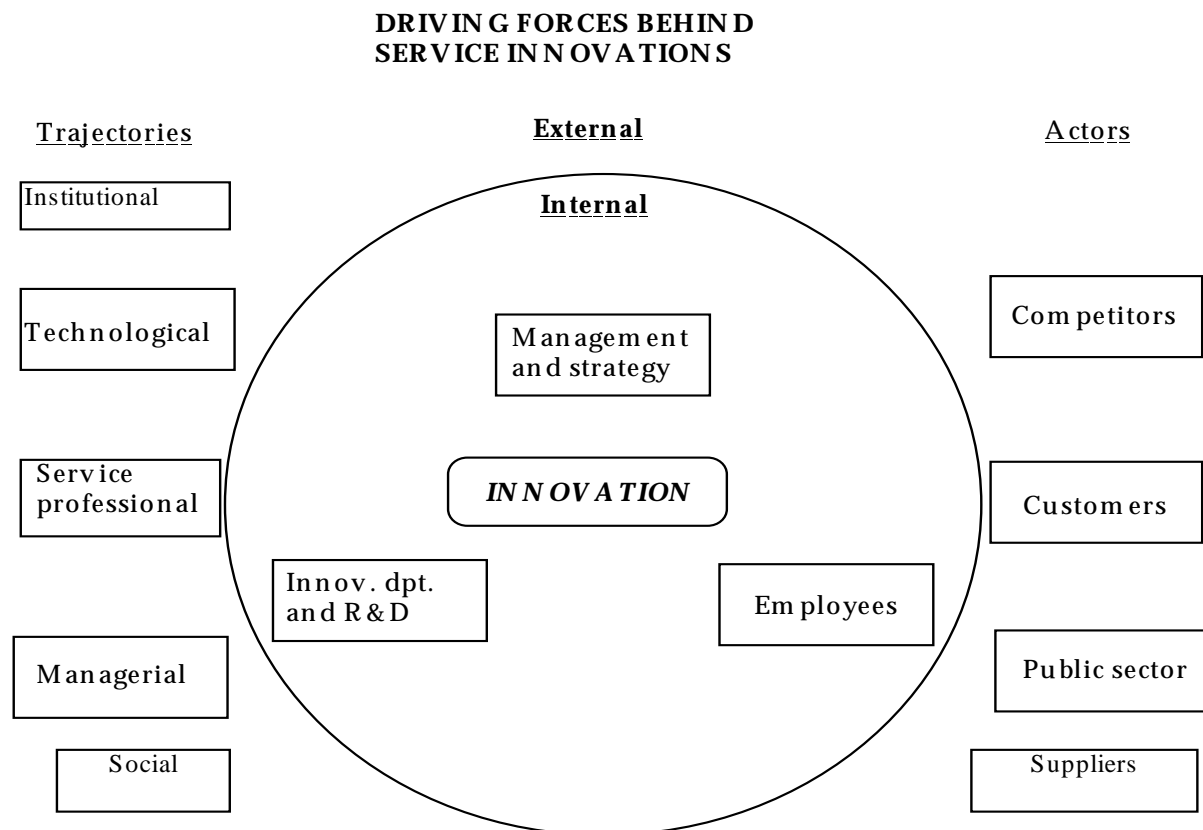 DRIVING FORCES BEHIND
SERVICE INNOVATIONS
Trajectories
External
Actors
Institutional
Internal
Technological
Competitors
Management
and strategy
Service
professional
INNOVATION
Customers
Innov. dpt.
and R&D
Employees
Managerial
Public sector
Social
Suppliers